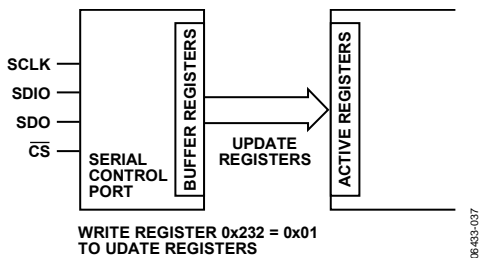 SCLK
SDIO
SDO
CS
SERIAL
CONTROL
PORT
BUFFER REGISTERS
UPDATE
REGISTERS
ACTIVE REGISTERS
WRITE REGISTER 0x232 = 0x01
TO UDATE REGISTERS
06433-037